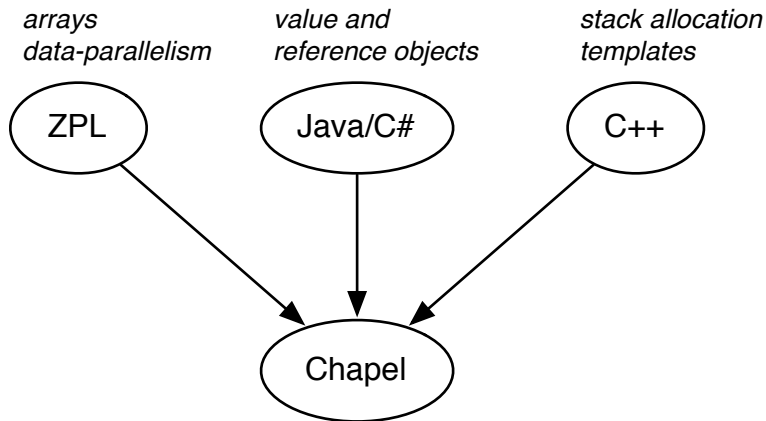 arrays
data-parallelism
value and
reference objects
stack allocation
templates
ZPL
Java/C#
C++
Chapel